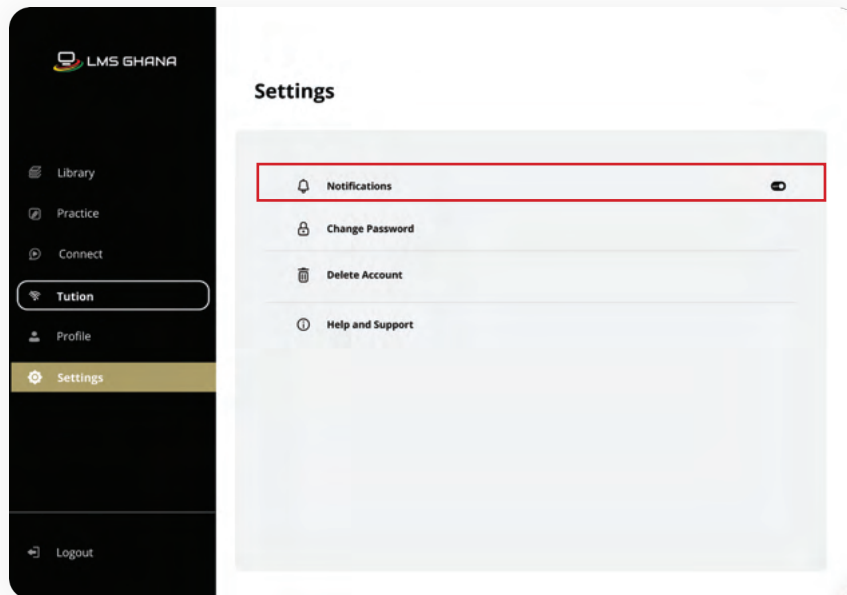 LMS GHANA
Library
Practice
Connect
Tution
Profile
Settings
Logout
Settings
Notifications
Change Password
Delete Account
Help and Support